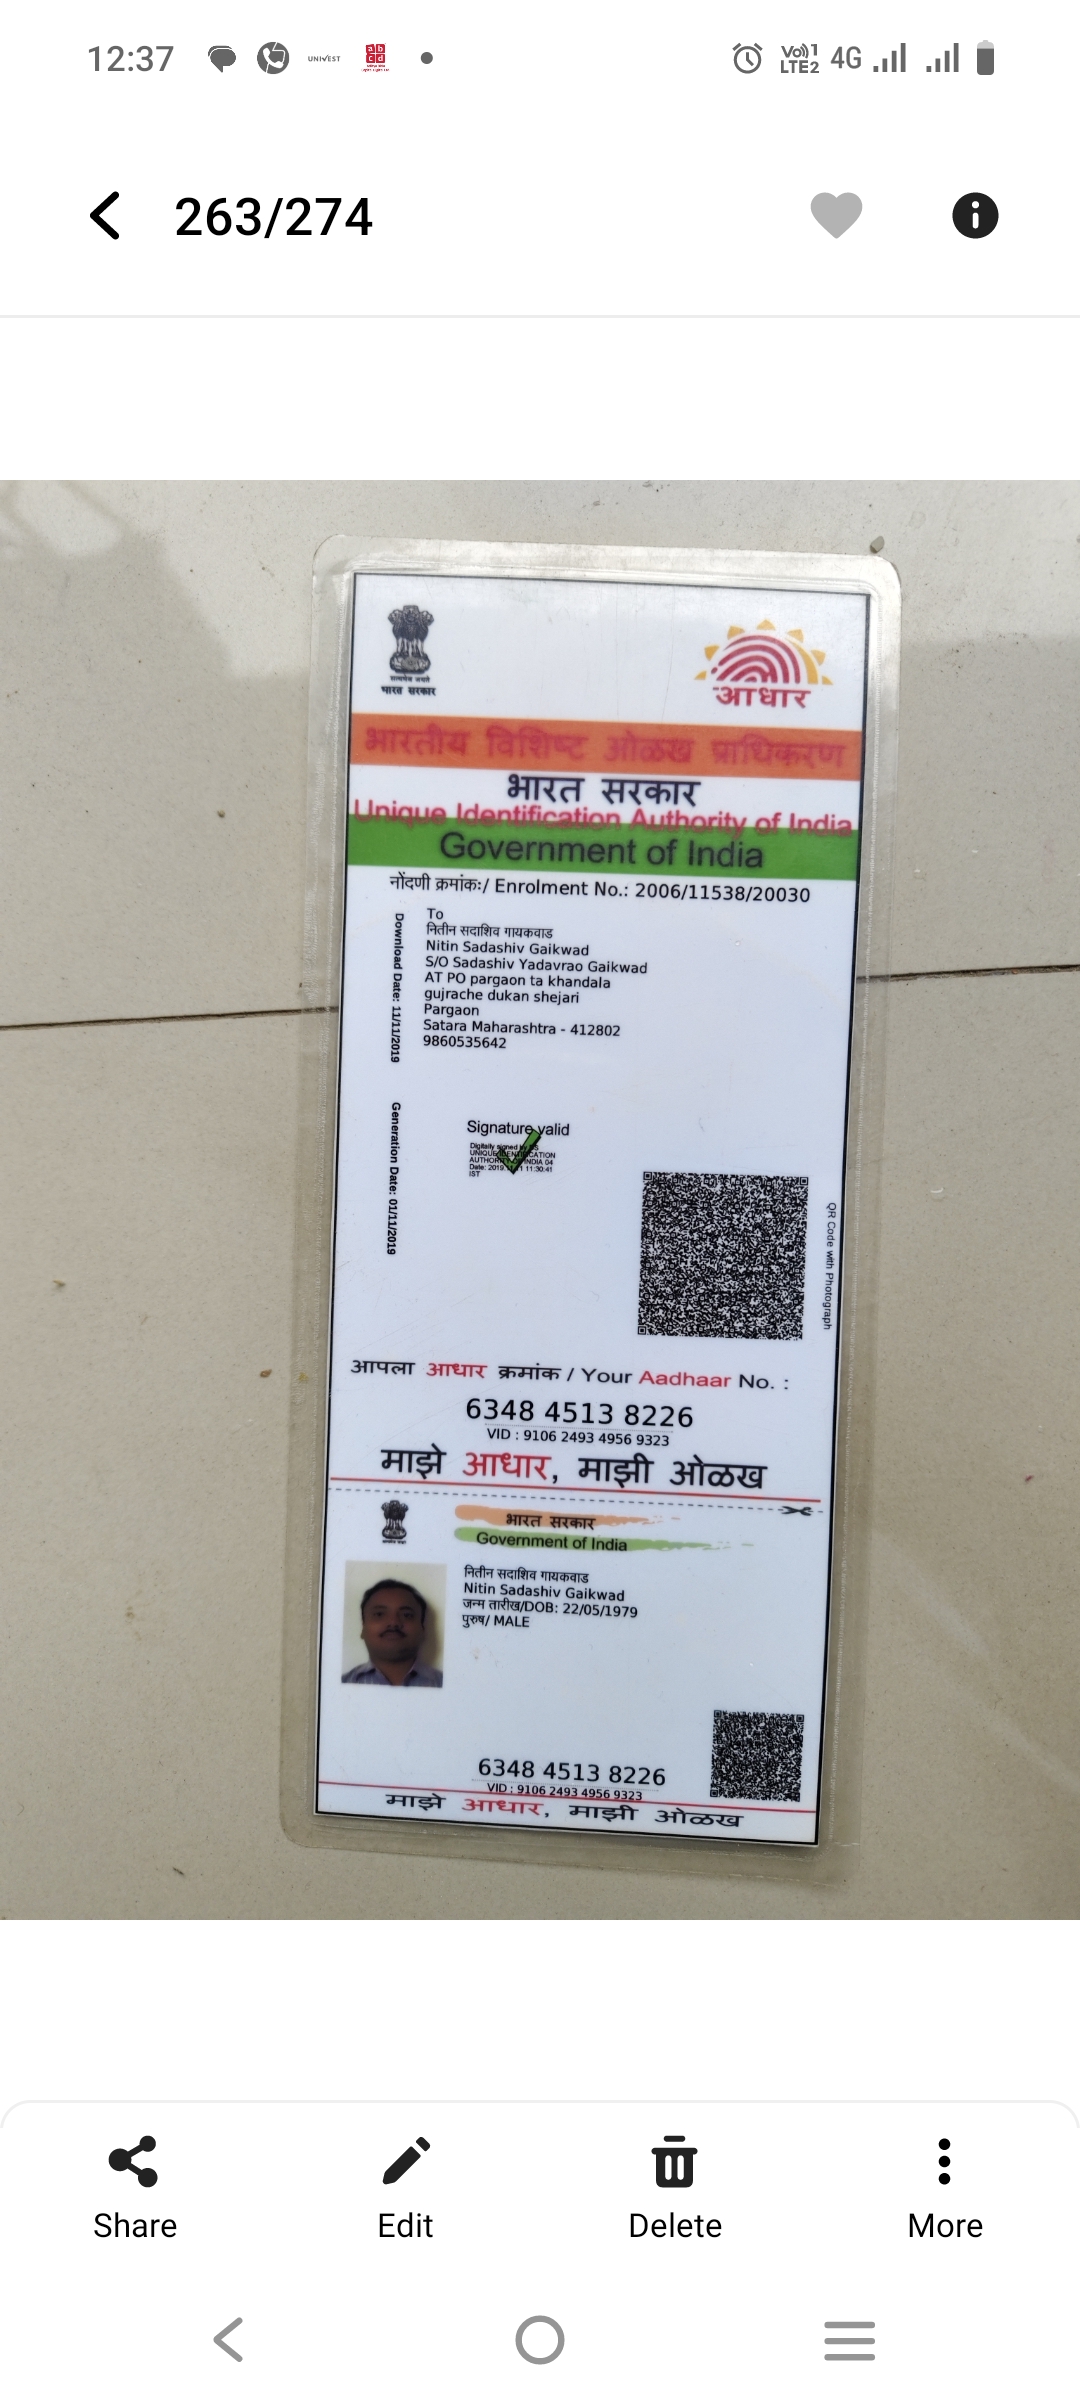 12:37
UNIVEST
abcd
Vo)) 1
LTE2
4G
263/274
सत्यमेव जयते
भारत सरकार
आधार
भारतीय विशिष्ट ओळख प्राधिकरण
भारत सरकार
Unique Identification Authority of India
Government of India
नोंदणी क्रमांक:/ Enrolment No.: 2006/11538/20030
To
नितीन सदाशिव गायकवाड
Nitin Sadashiv Gaikwad
S/O Sadashiv Yadavrao Gaikwad
AT PO pargaon ta khandala
gujrache dukan shejari
Pargaon
Satara Maharashtra - 412802
9860535642
Download Date: 11/11/2019
Generation Date: 01/11/2019
Signature valid
Digitally signed by DS
UNIQUE IDENTIFICATION
AUTHORITY OF INDIA 04
Date: 2019 11:30:41
IST
QR Code with Photograph
आपला आधार क्रमांक / Your Aadhaar No. :
6348 4513 8226
VID : 9106 2493 4956 9323
माझे आधार, माझी ओळख
भारत सरकार
Government of India
नितीन सदाशिव गायकवाड
Nitin Sadashiv Gaikwad
जन्म तारीख/DOB: 22/05/1979
पुरुष/ MALE
6348 4513 8226
VID : 9106 2493 4956 9323
माझे आधार, माझी ओळख
Share
Edit
Delete
More